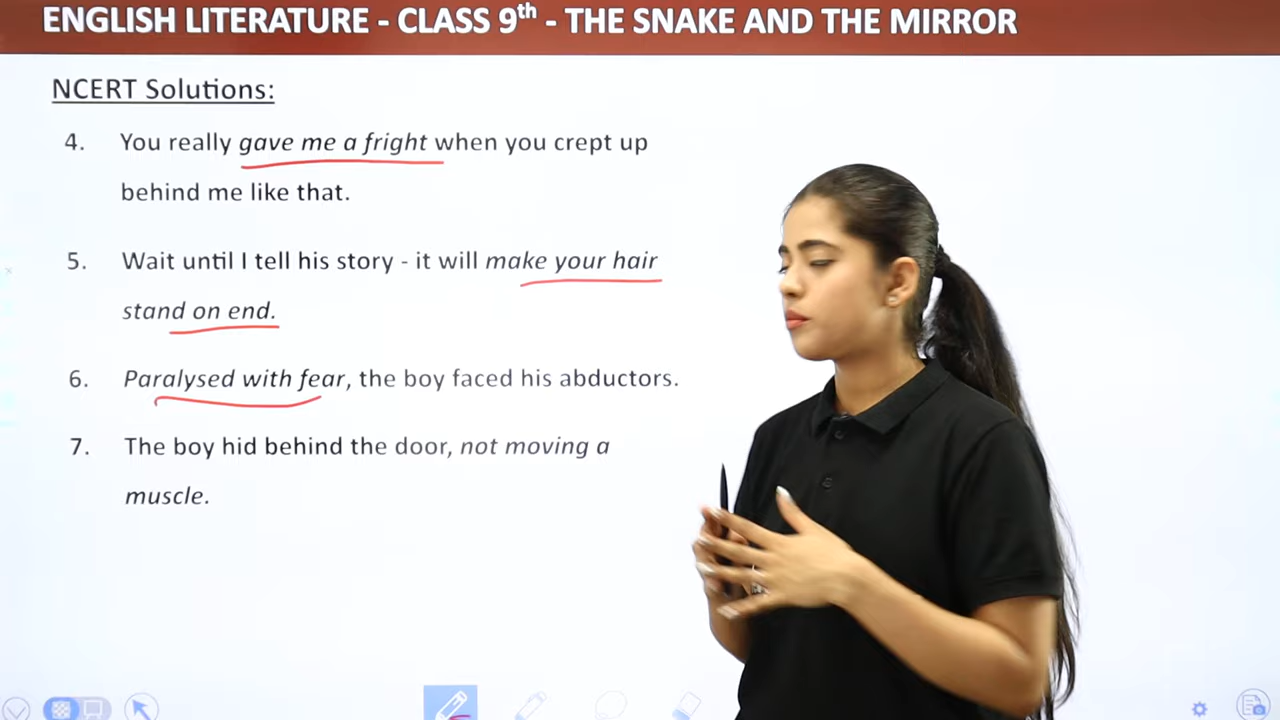 ENGLISH LITERATURE - CLASS 9th - THE SNAKE AND THE MIRROR
NCERT Solutions:
4. You really gave me a fright when you crept up
behind me like that.
5. Wait until I tell his story - it will make your hair
stand on end.
6. Paralysed with fear, the boy faced his abductors.
7. The boy hid behind the door, not moving a
muscle.